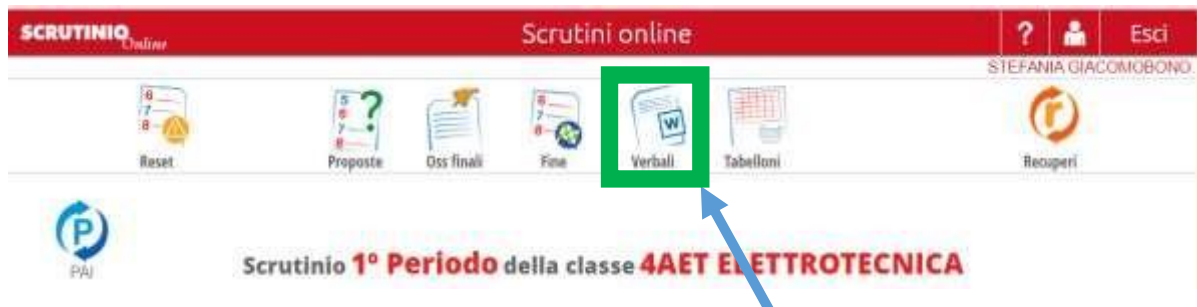 SCRUTINIO Online Scrutini online ? Esci
STEFANIA GIACOMOBONO.
Reset Proposte Oss finali Fine Verbali Tabelloni Recuperi
PAI
Scrutinio 1° Periodo della classe 4AET ELETTROTECNICA